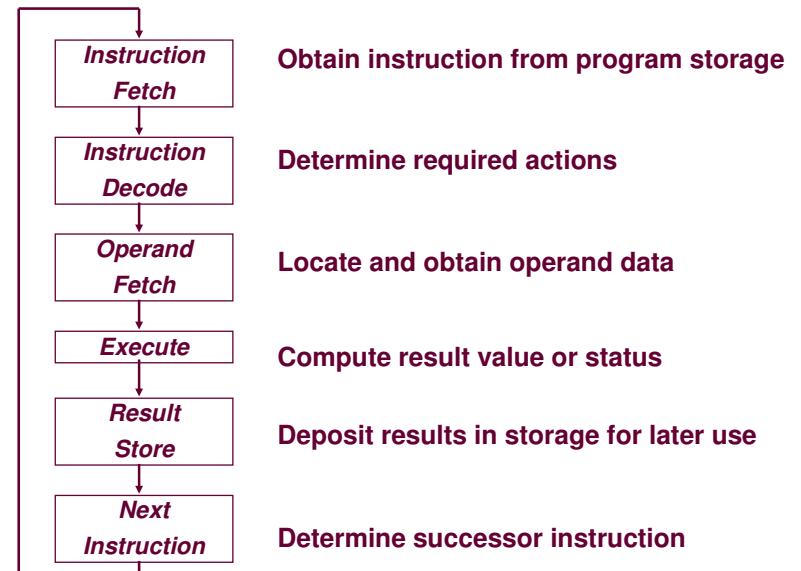 Instruction
Fetch
Obtain instruction from program storage
Instruction
Decode
Determine required actions
Operand
Fetch
Locate and obtain operand data
Execute
Compute result value or status
Result
Store
Deposit results in storage for later use
Next
Instruction
Determine successor instruction